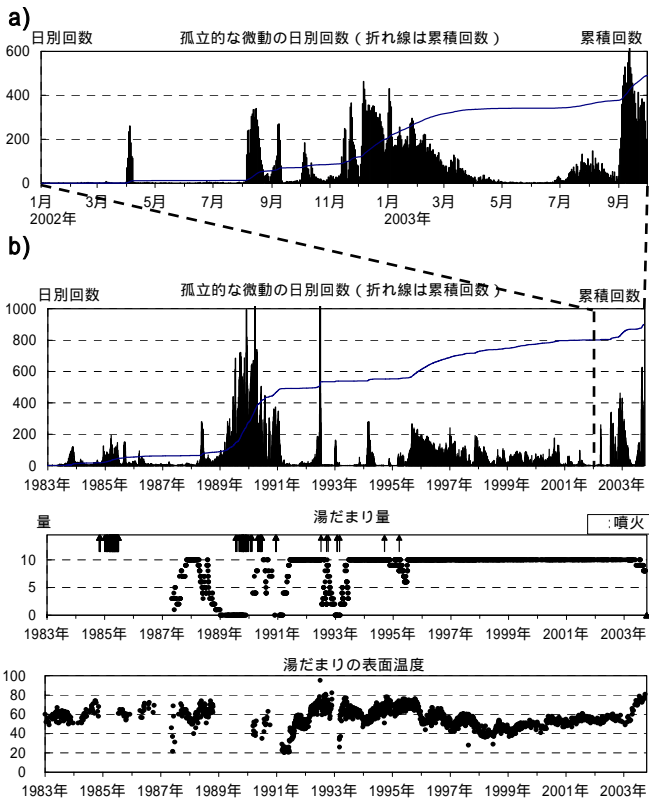 a)
日別回数 孤立的な微動の日別回数（折れ線は累積回数） 累積回数
600
400
200
0
1月 3月 5月 7月 9月 11月 1月 3月 5月 7月 9月
2002年 2003年
b)
日別回数 孤立的な微動の日別回数（折れ線は累積回数） 累積回数
1000
800
600
400
200
0
1983年 1985年 1987年 1989年 1991年 1993年 1995年 1997年 1999年 2001年 2003年
量 湯だまり量 :噴火
10
5
0
1983年 1985年 1987年 1989年 1991年 1993年 1995年 1997年 1999年 2001年 2003年
湯だまりの表面温度
100
80
60
40
20
0
1983年 1985年 1987年 1989年 1991年 1993年 1995年 1997年 1999年 2001年 2003年